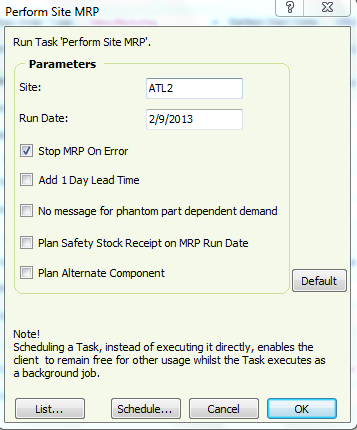 Perform Site MRP
Run Task 'Perform Site MRP'.
Parameters
Site: ATL2
Run Date: 2/9/2013
Stop MRP On Error
Add 1 Day Lead Time
No message for phantom part dependent demand
Plan Safety Stock Receipt on MRP Run Date
Plan Alternate Component
Default
Note!
Scheduling a Task, instead of executing it directly, enables the
client to remain free for other usage whilst the Task executes as
a background job.
List... Schedule... Cancel OK